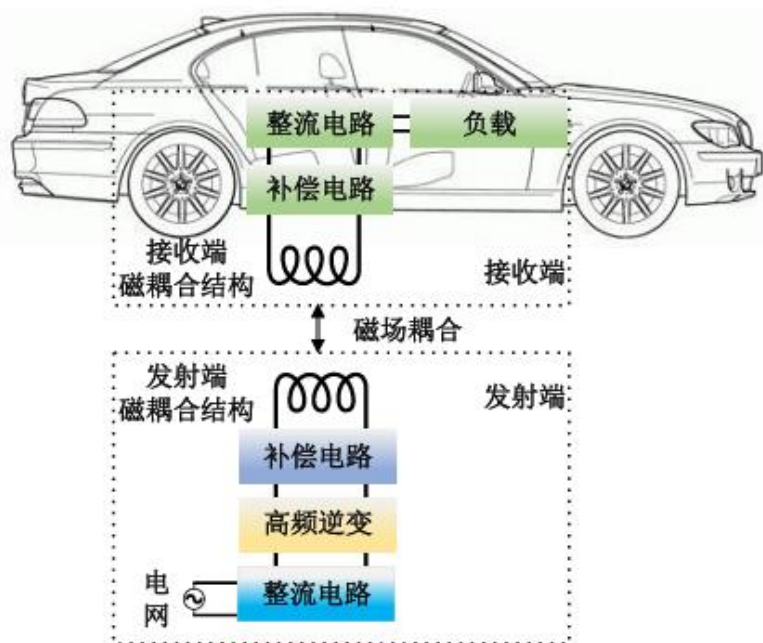 整流电路
负载
补偿电路
接收端
磁耦合结构
接收端
磁场耦合
发射端
磁耦合结构
发射端
补偿电路
高频逆变
整流电路
电
网